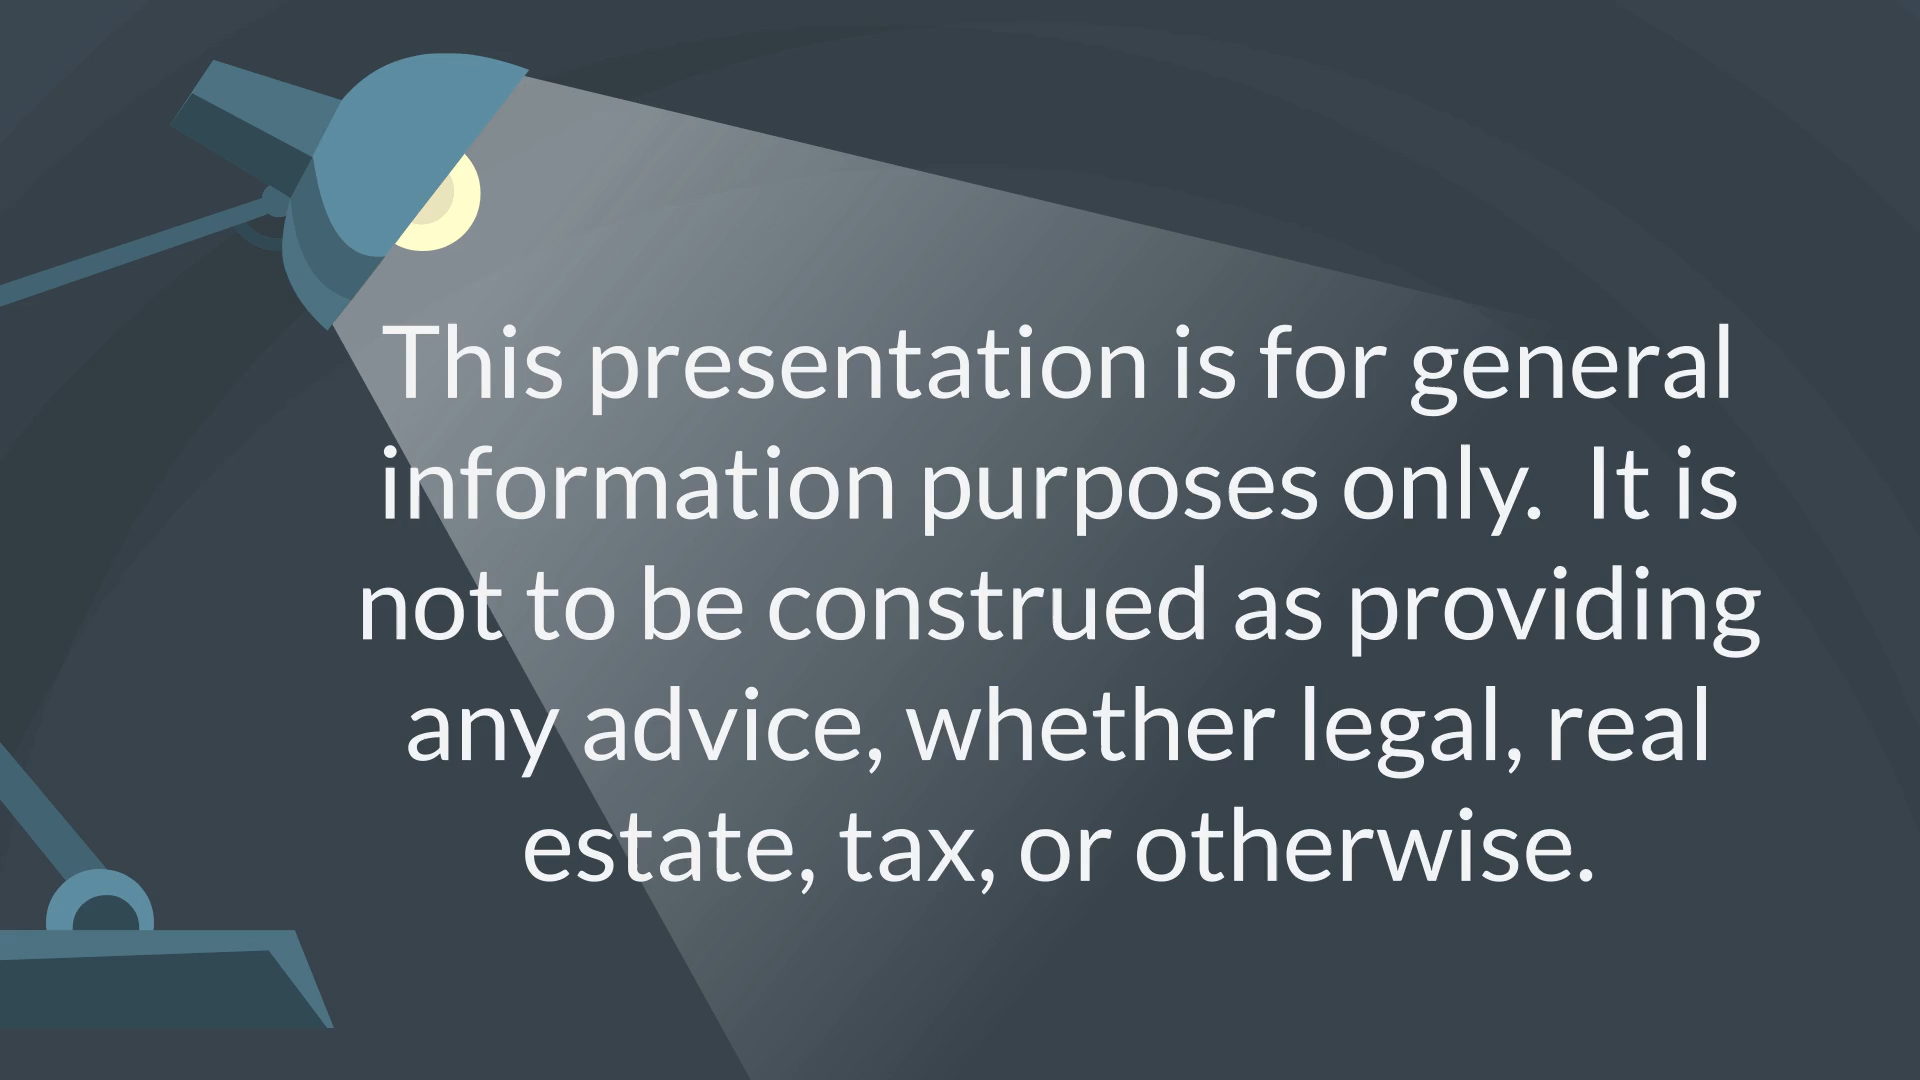 This presentation is for general
information purposes only.  It is
not to be construed as providing
any advice, whether legal, real
estate, tax, or otherwise.